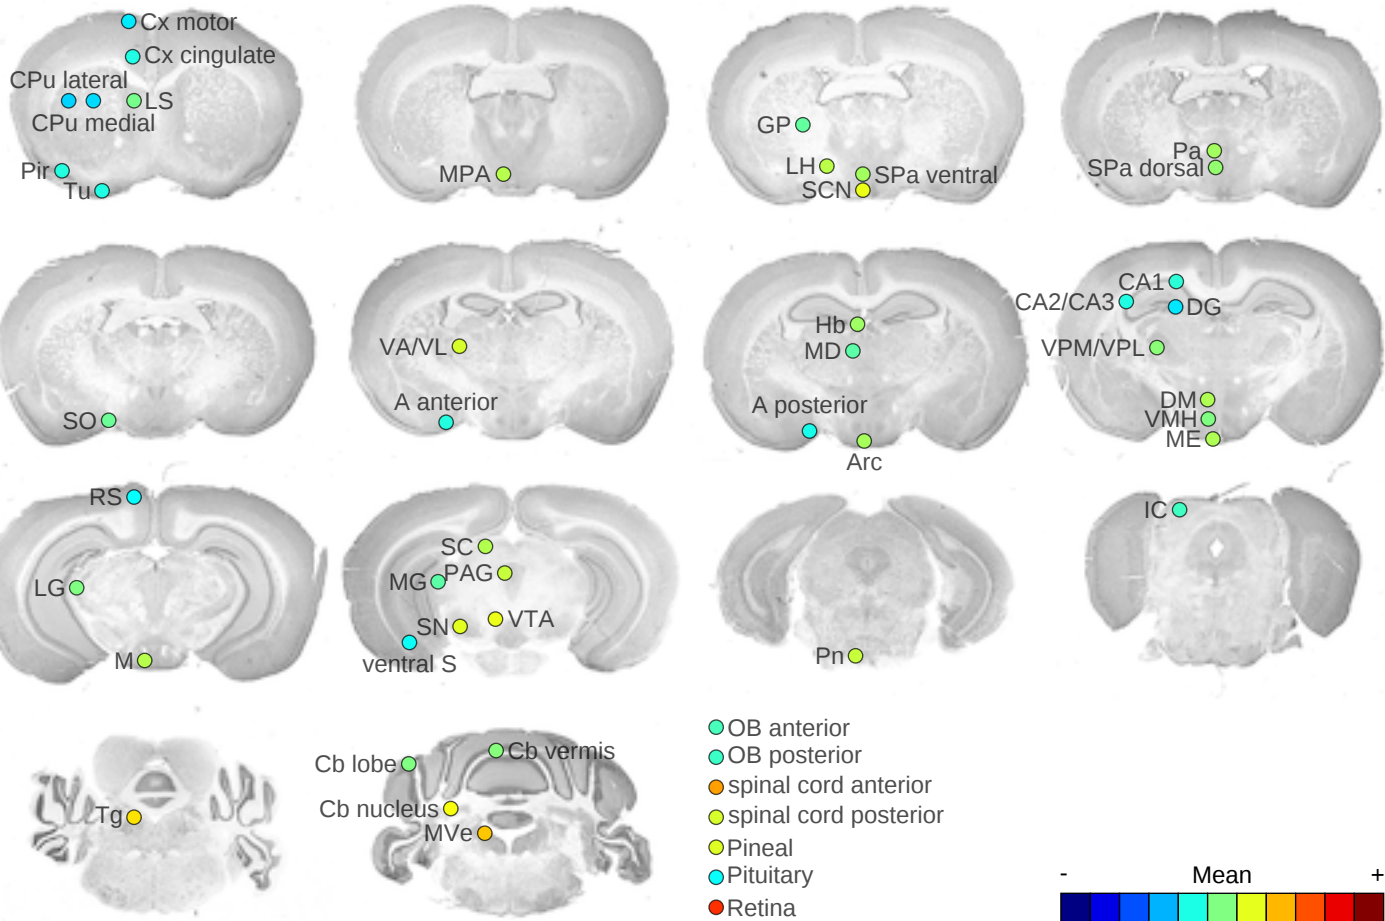 Cx motor
Cx cingulate
CPu lateral
LS
CPu medial
Pir
Tu
MPA
GP
LH
SPa ventral
SCN
Pa
SPa dorsal
SO
VA/VL
A anterior
Hb
MD
A posterior
Arc
CA1
CA2/CA3
DG
VPM/VPL
DM
VMH
ME
RS
LG
M
SC
PAG
MG
SN
VTA
ventral S
Pn
IC
Tg
Cb vermis
Cb lobe
Cb nucleus
MVe
OB anterior
OB posterior
spinal cord anterior
spinal cord posterior
Pineal
Pituitary
Retina
- Mean +